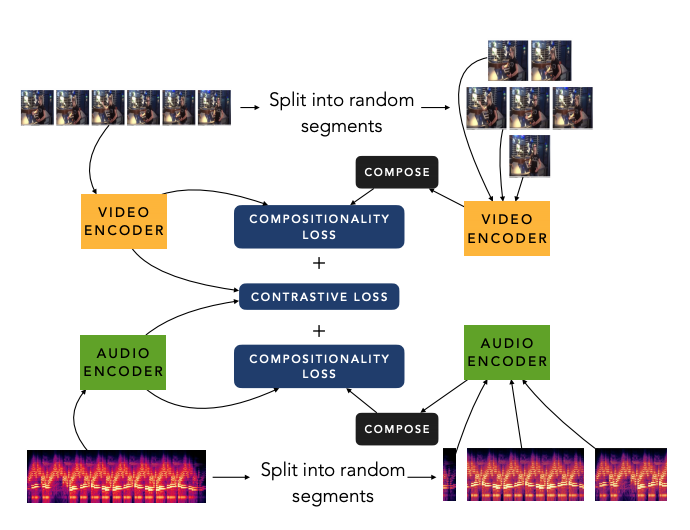 Split into random
segments
COMPOSE
VIDEO
ENCODER
COMPOSITIONALITY
LOSS
VIDEO
ENCODER
+
CONTRASTIVE LOSS
+
AUDIO
ENCODER
COMPOSITIONALITY
LOSS
AUDIO
ENCODER
COMPOSE
Split into random
segments